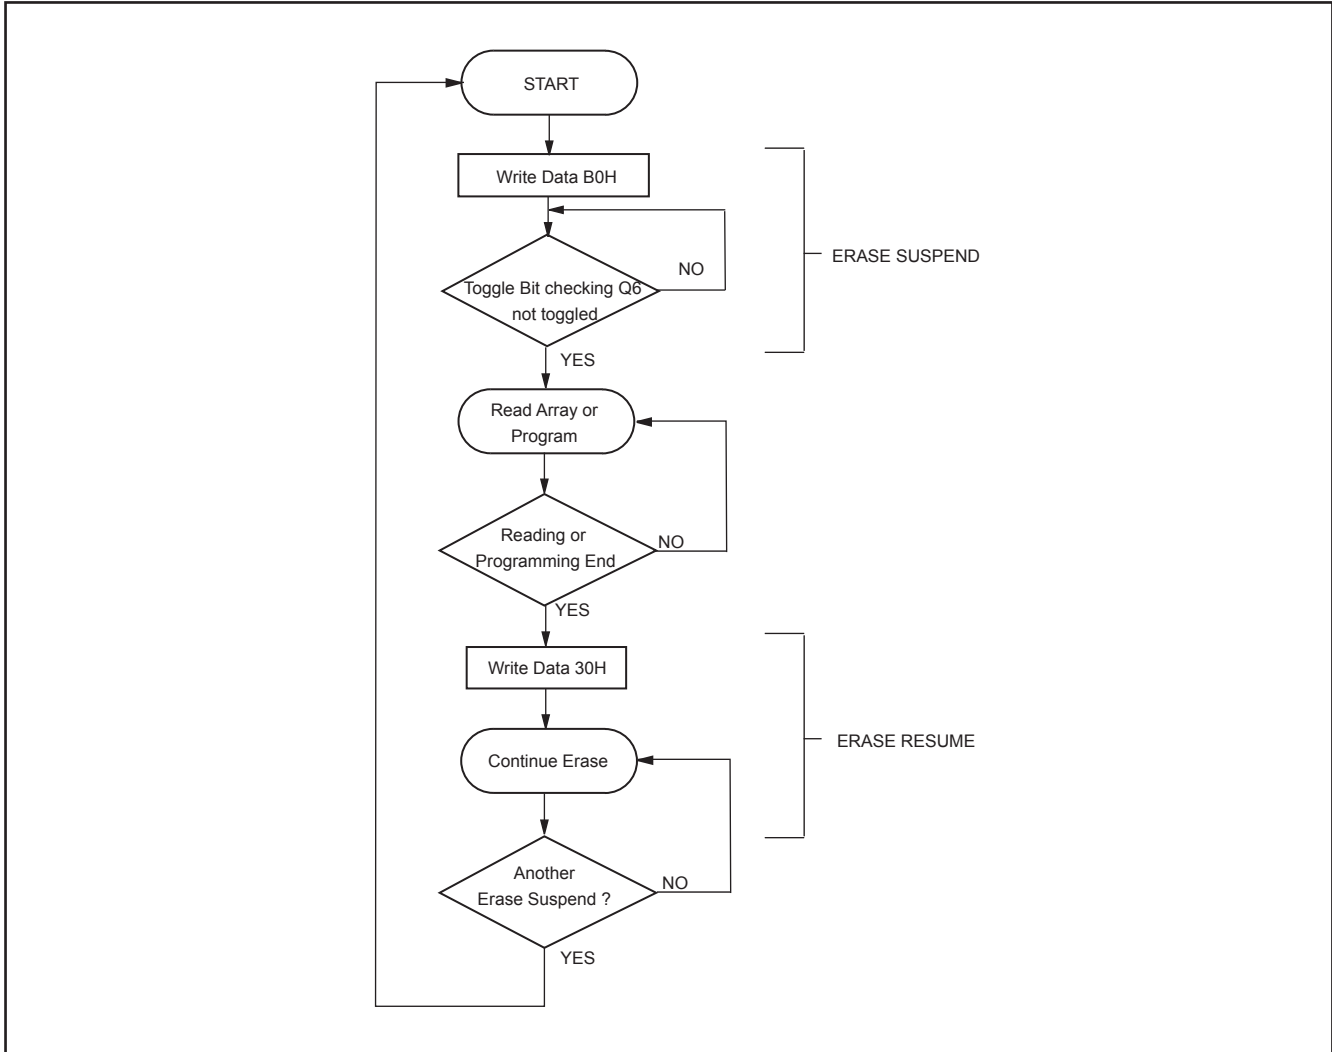 START
Write Data B0H
ERASE SUSPEND
NO
Toggle Bit checking Q6
not toggled
YES
Read Array or
Program
Reading or
Programming End
NO
YES
Write Data 30H
ERASE RESUME
Continue Erase
Another
Erase Suspend ?
NO
YES